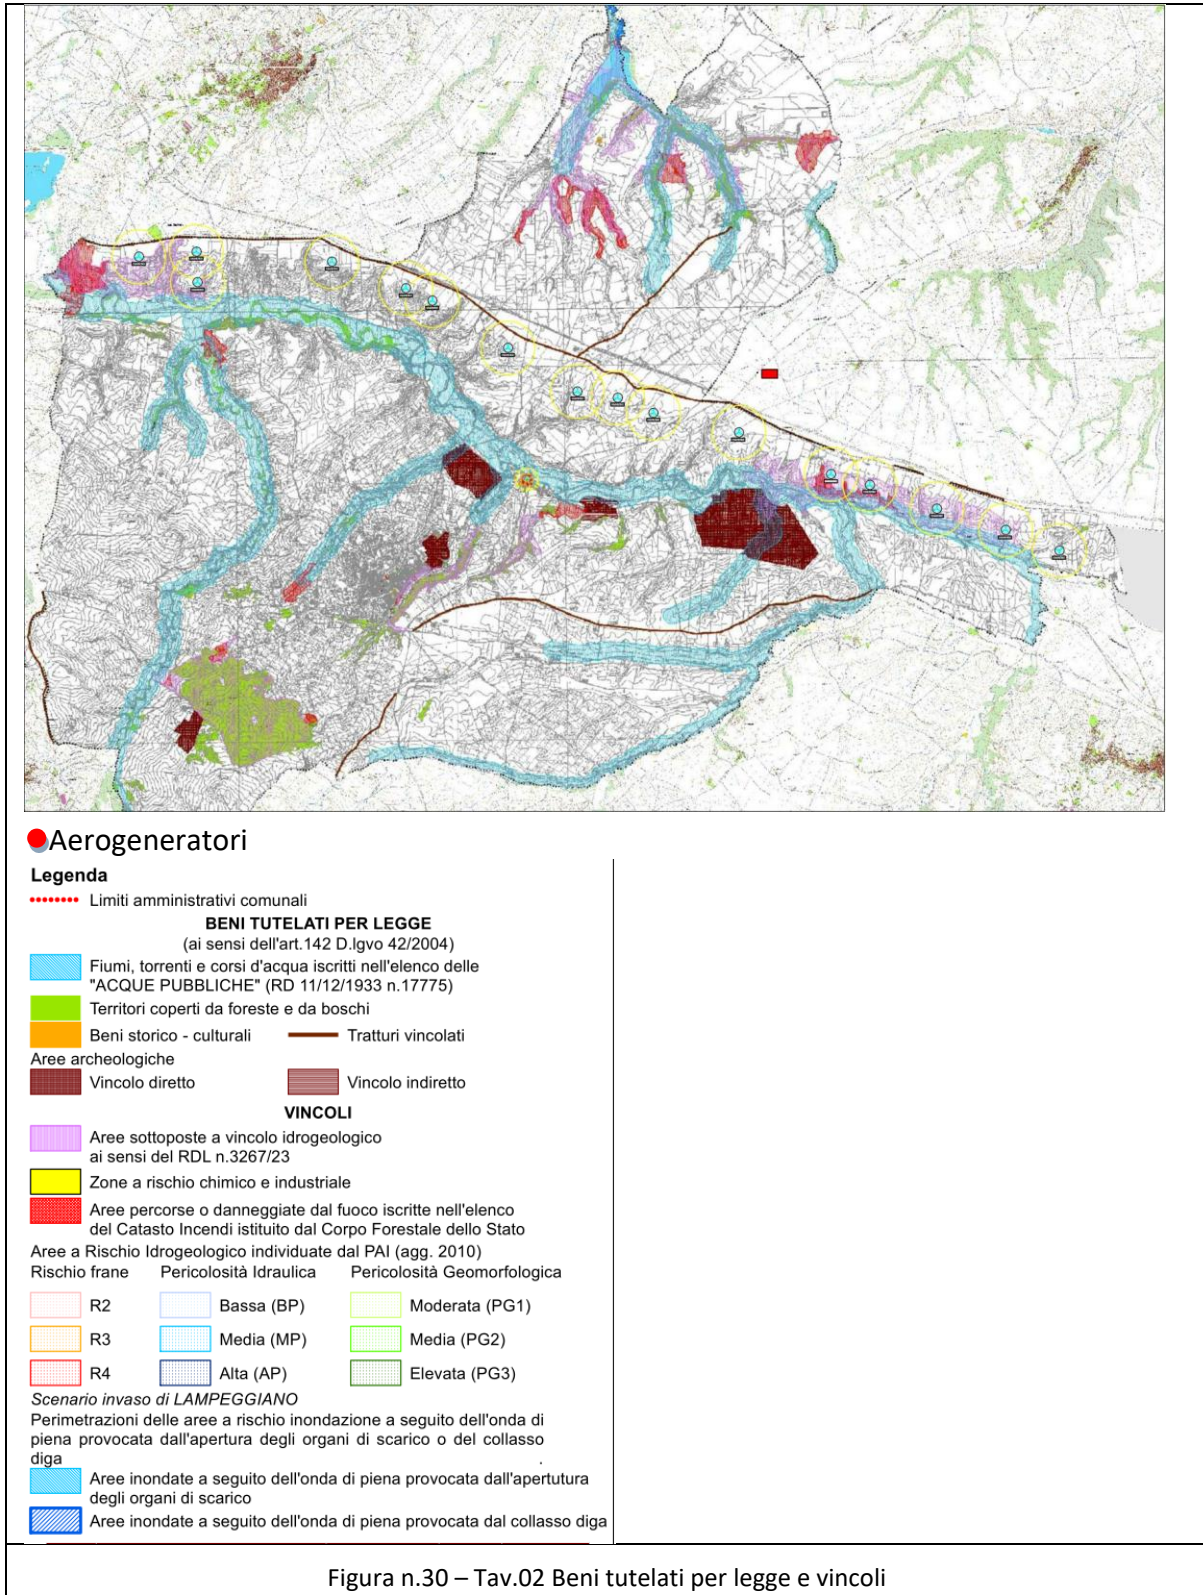 Aerogeneratori
Legenda
Limiti amministrativi comunali
BENI TUTELATI PER LEGGE
(ai sensi dell'art.142 D.lgvo 42/2004)
Fiumi, torrenti e corsi d'acqua iscritti nell'elenco delle
"ACQUE PUBBLICHE" (RD 11/12/1933 n.17775)
Territori coperti da foreste e da boschi
Beni storico - culturali Tratturi vincolati
Aree archeologiche
Vincolo diretto Vincolo indiretto
VINCOLI
Aree sottoposte a vincolo idrogeologico
ai sensi del RDL n.3267/23
Zone a rischio chimico e industriale
Aree percorse o danneggiate dal fuoco iscritte nell'elenco
del Catasto Incendi istituito dal Corpo Forestale dello Stato
Aree a Rischio Idrogeologico individuate dal PAI (agg. 2010)
Rischio frane Pericolosità Idraulica Pericolosità Geomorfologica
R2 Bassa (BP) Moderata (PG1)
R3 Media (MP) Media (PG2)
R4 Alta (AP) Elevata (PG3)
Scenario invaso di LAMPEGGIANO
Perimetrazioni delle aree a rischio inondazione a seguito dell'onda di
piena provocata dall'apertura degli organi di scarico o del collasso
diga .
Aree inondate a seguito dell'onda di piena provocata dall'apertutura
degli organi di scarico
Aree inondate a seguito dell'onda di piena provocata dal collasso diga
Figura n.30 – Tav.02 Beni tutelati per legge e vincoli